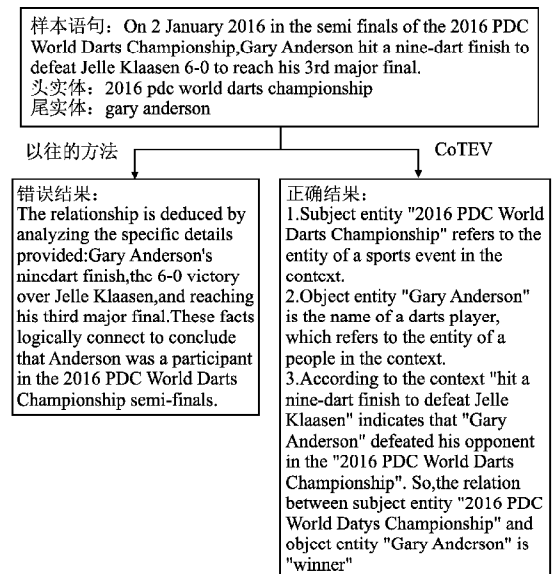 样本语句：On 2 January 2016 in the semi finals of the 2016 PDC
World Darts Championship,Gary Anderson hit a nine-dart finish to
defeat Jelle Klaasen 6-0 to reach his 3rd major final.
头实体：2016 pdc world darts championship
尾实体：gary anderson
以往的方法
CoTEV
错误结果：
The relationship is deduced by
analyzing the specific details
provided:Gary Anderson's
ninedart finish,the 6-0 victory
over Jelle Klaasen,and reaching
his third major final.These facts
logically connect to conclude
that Anderson was a participant
in the 2016 PDC World Darts
Championship semi-finals.
正确结果：
1.Subject entity "2016 PDC World
Darts Championship" refers to the
entity of a sports event in the
context.
2.Object entity "Gary Anderson"
is the name of a darts player,
which refers to the entity of a
people in the context.
3.According to the context "hit a
nine-dart finish to defeat Jelle
Klaasen" indicates that "Gary
Anderson" defeated his opponent
in the "2016 PDC World Darts
Championship". So,the relation
between subject entity "2016 PDC
World Datys Championship" and
object entity "Gary Anderson" is
"winner"